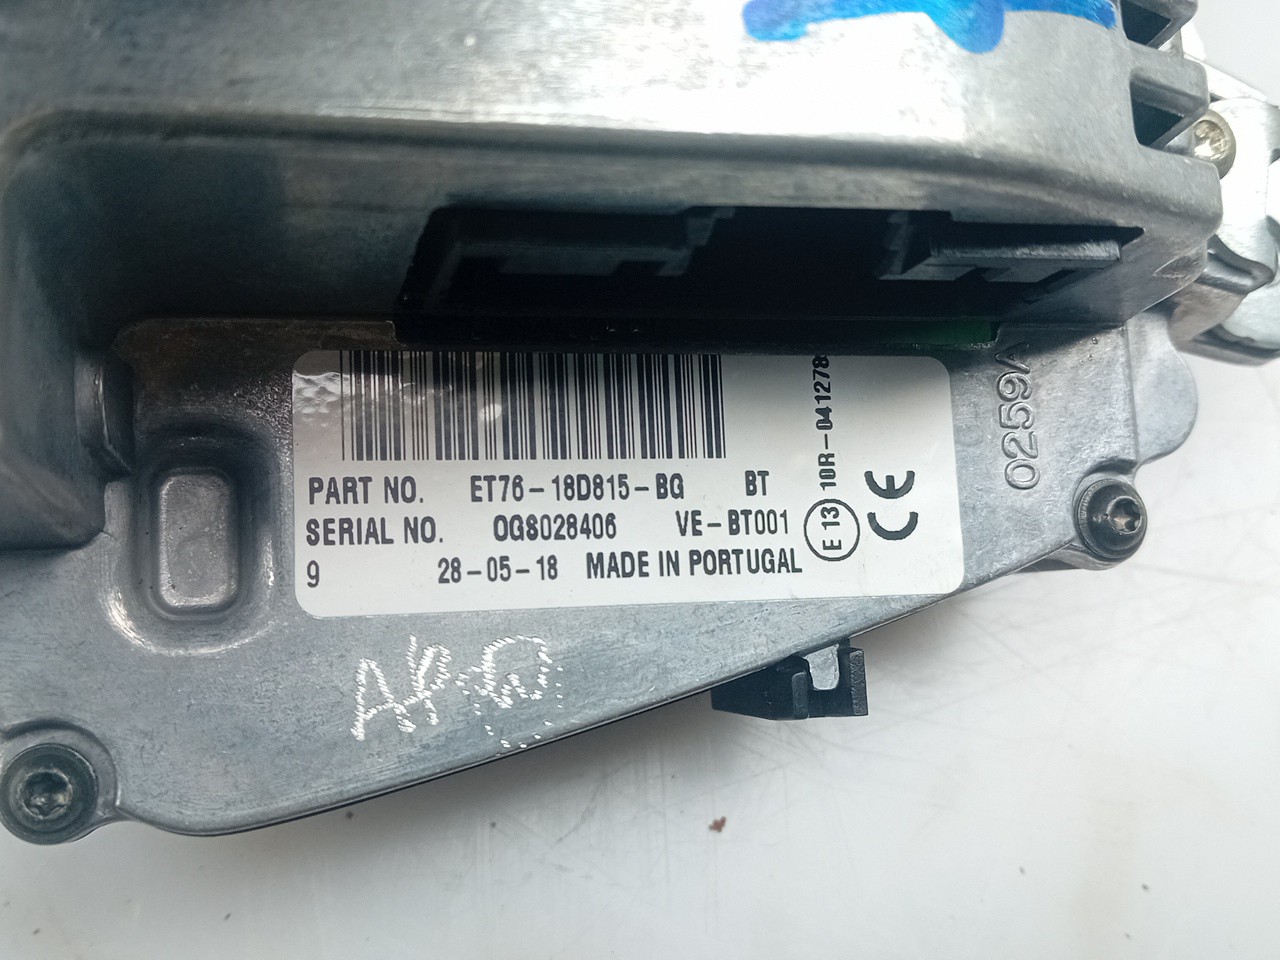 PART NO. ET76-18D815-BG BT
SERIAL NO. 0G8028406 VE-BT001
9 28-05-18 MADE IN PORTUGAL
E 13
10R-041278
CE
0259A